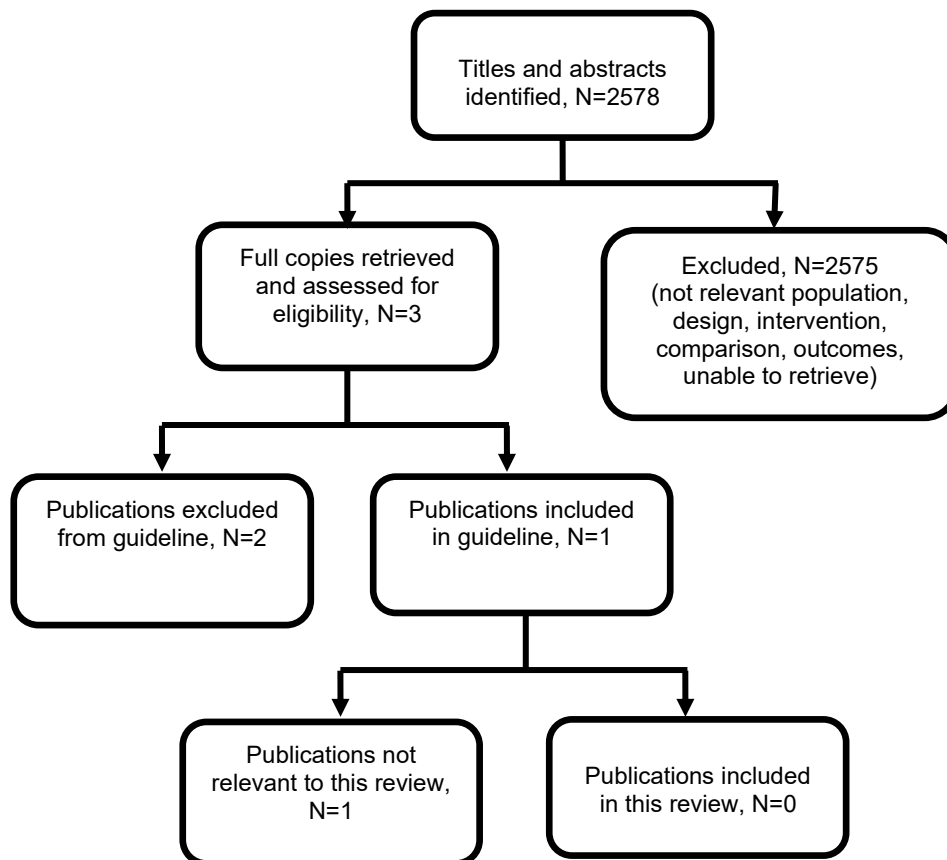 Titles and abstracts
identified, N=2578
Full copies retrieved
and assessed for
eligibility, N=3
Excluded, N=2575
(not relevant population,
design, intervention,
comparison, outcomes,
unable to retrieve)
Publications excluded
from guideline, N=2
Publications included
in guideline, N=1
Publications not
relevant to this review,
N=1
Publications included
in this review, N=0